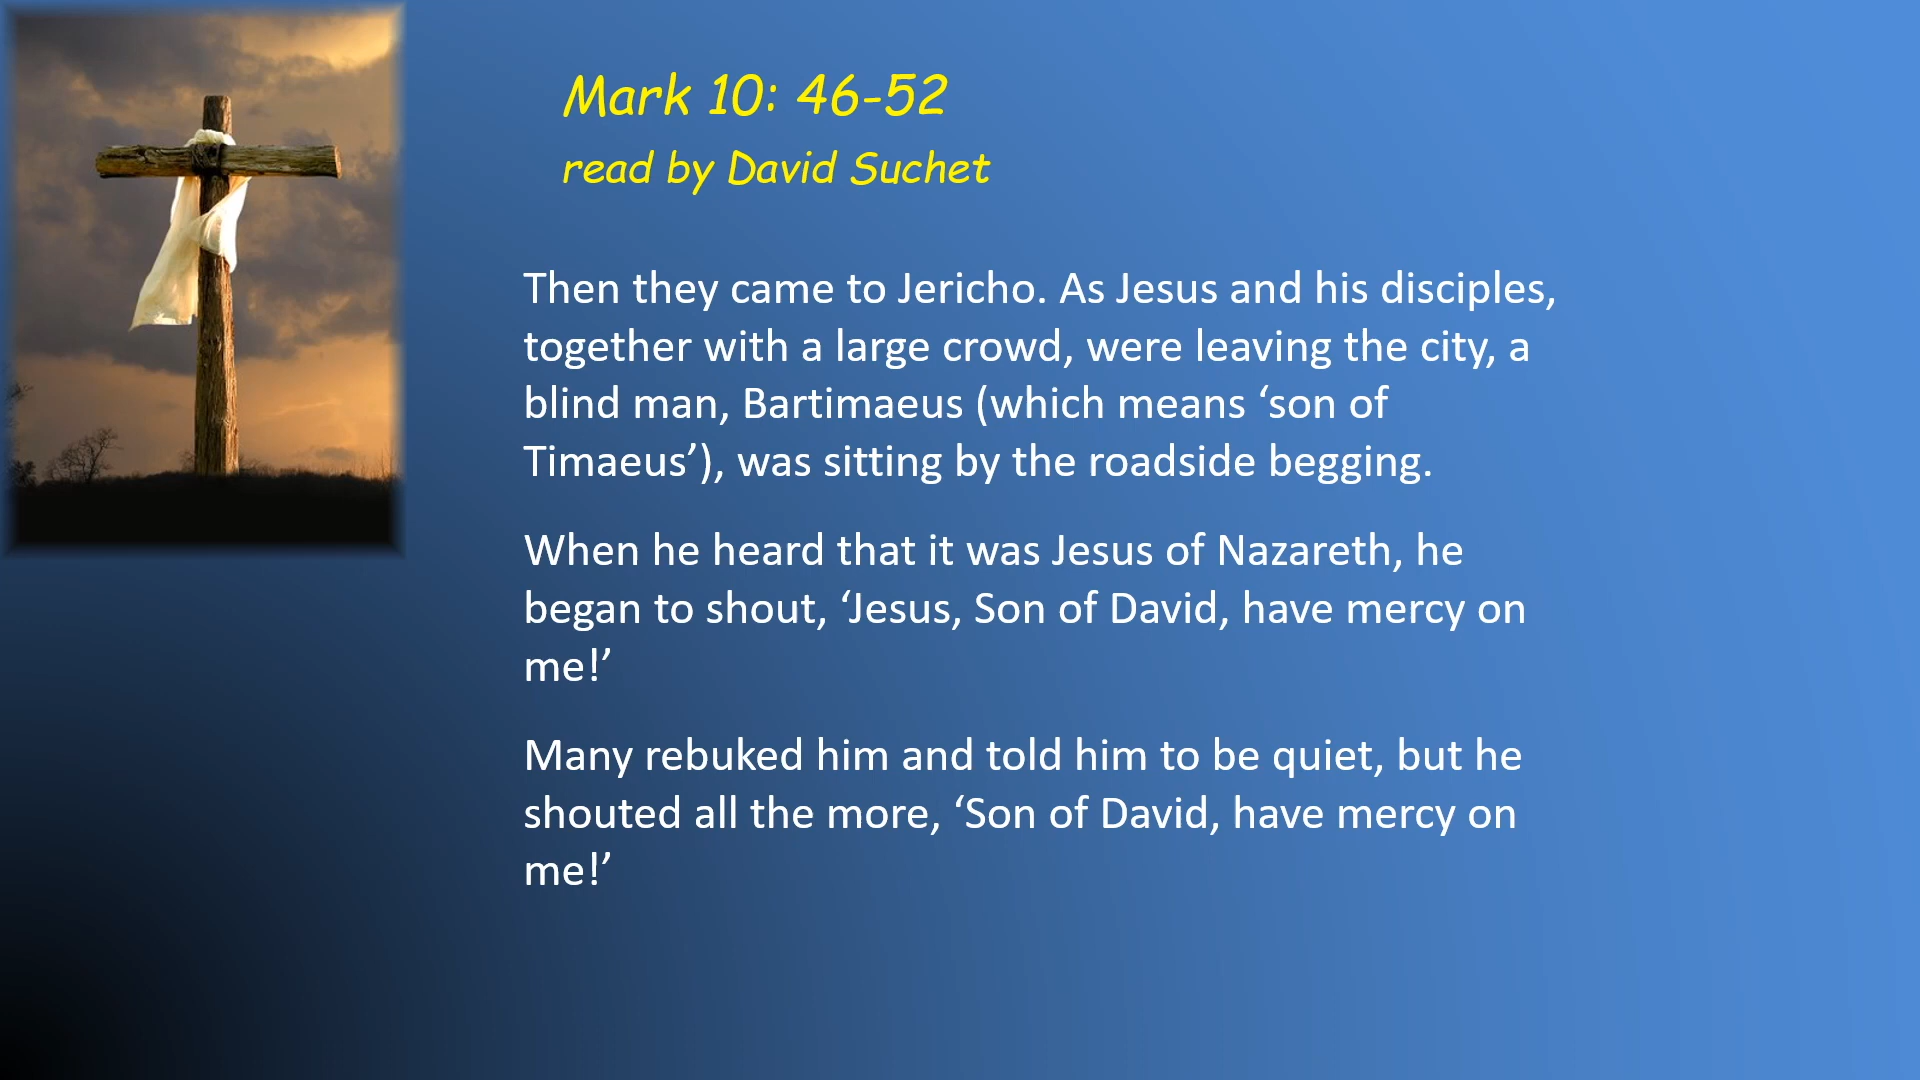 Mark 10: 46-52
read by David Suchet
Then they came to Jericho. As Jesus and his disciples,
together with a large crowd, were leaving the city, a
blind man, Bartimaeus (which means ‘son of
Timaeus’), was sitting by the roadside begging.
When he heard that it was Jesus of Nazareth, he
began to shout, ‘Jesus, Son of David, have mercy on
me!’
Many rebuked him and told him to be quiet, but he
shouted all the more, ‘Son of David, have mercy on
me!’